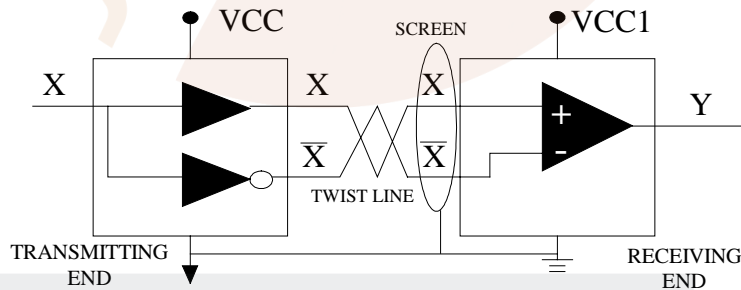 VCC
SCREEN
VCC1
X
X
X
Y
+
X̅
X̅
-
TWIST LINE
TRANSMITTING
END
RECEIVING
END